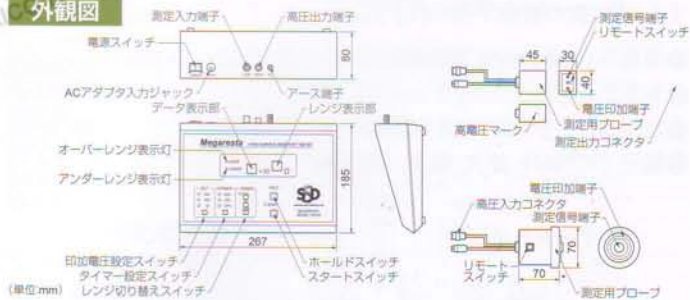 外観図
測定入力端子
高圧出力端子
電源スイッチ
80
ACアダプタ入力ジャック
アース端子
データ表示部
レンジ表示部
オーバーレンジ表示灯
アンダーレンジ表示灯
Megaresta
SSD
185
267
印加電圧設定スイッチ
タイマー設定スイッチ
レンジ切り替えスイッチ
ホールドスイッチ
スタートスイッチ
(単位:mm)
測定信号端子
リモートスイッチ
45
30
40
電圧印加端子
高電圧マーク
測定用プローブ
測定出力コネクタ
電圧印加端子
高圧入力コネクタ
測定信号端子
リモート
スイッチ
70
70
測定用プローブ